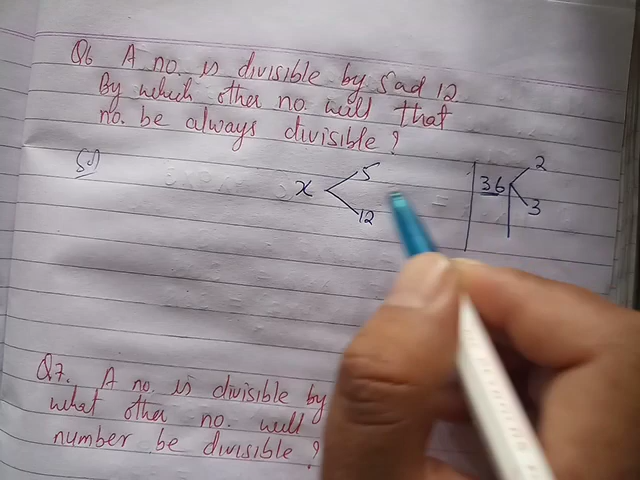 Q6 A no. is divisible by 5 ad 12
By which other no. will that
no. be always divisible?
Sol
x 5
12
36 2
3
Q7. A no. is divisible by
what other no. will
number be divisible?